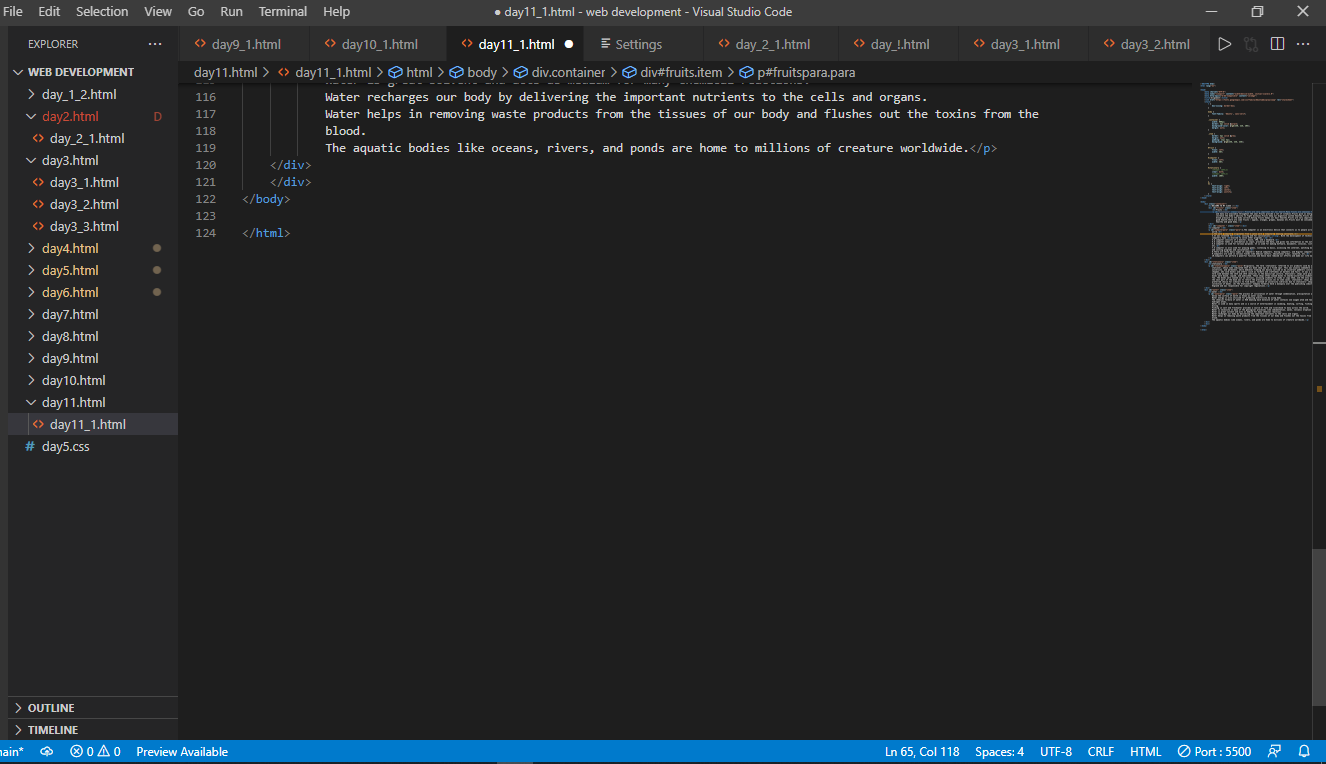 File Edit Selection View Go Run Terminal Help ● day11_1.html - web development - Visual Studio Code
EXPLORER ...
day9_1.html day10_1.html day11_1.html Settings day_2_1.html day_!.html day3_1.html day3_2.html
day11.html > day11_1.html > html > body > div.container > div#fruits.item > p#fruitspara.para
WEB DEVELOPMENT
day_1_2.html
day2.html D
day_2_1.html
day3.html
day3_1.html
day3_2.html
day3_3.html
day4.html
day5.html
day6.html
day7.html
day8.html
day9.html
day10.html
day11.html
day11_1.html
# day5.css
OUTLINE
TIMELINE
116 Water recharges our body by delivering the important nutrients to the cells and organs.
117 Water helps in removing waste products from the tissues of our body and flushes out the toxins from the
118 blood.
119 The aquatic bodies like oceans, rivers, and ponds are home to millions of creature worldwide.</p>
120 </div>
121 </div>
122 </body>
123
124 </html>
ain* 0 0 Preview Available Ln 65, Col 118 Spaces: 4 UTF-8 CRLF HTML Port : 5500